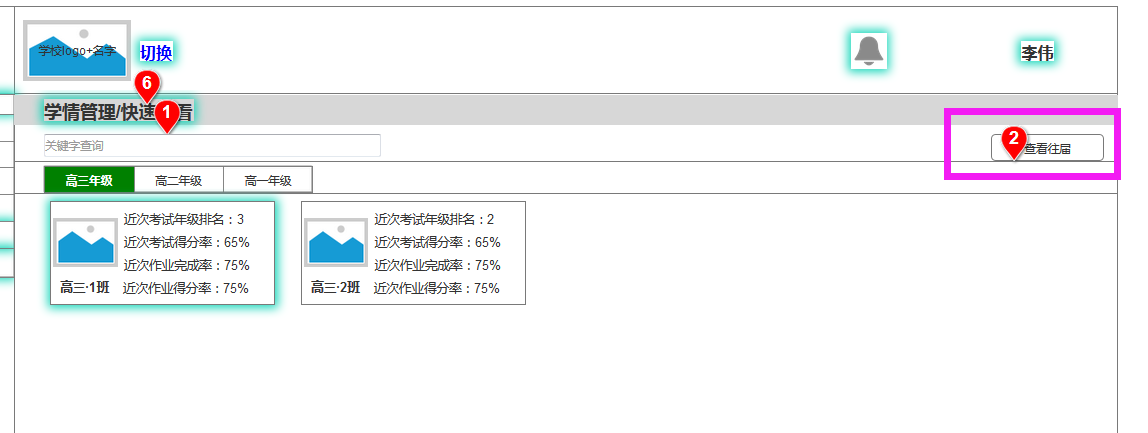 学校logo+名字
切换
李伟
6
学情管理/快速
看
1
关键字查询
2
查看往届
高三年级
高二年级
高一年级
近次考试年级排名：3
近次考试得分率：65%
近次作业完成率：75%
高三·1班
近次作业得分率：75%
近次考试年级排名：2
近次考试得分率：65%
近次作业完成率：75%
高三·2班
近次作业得分率：75%